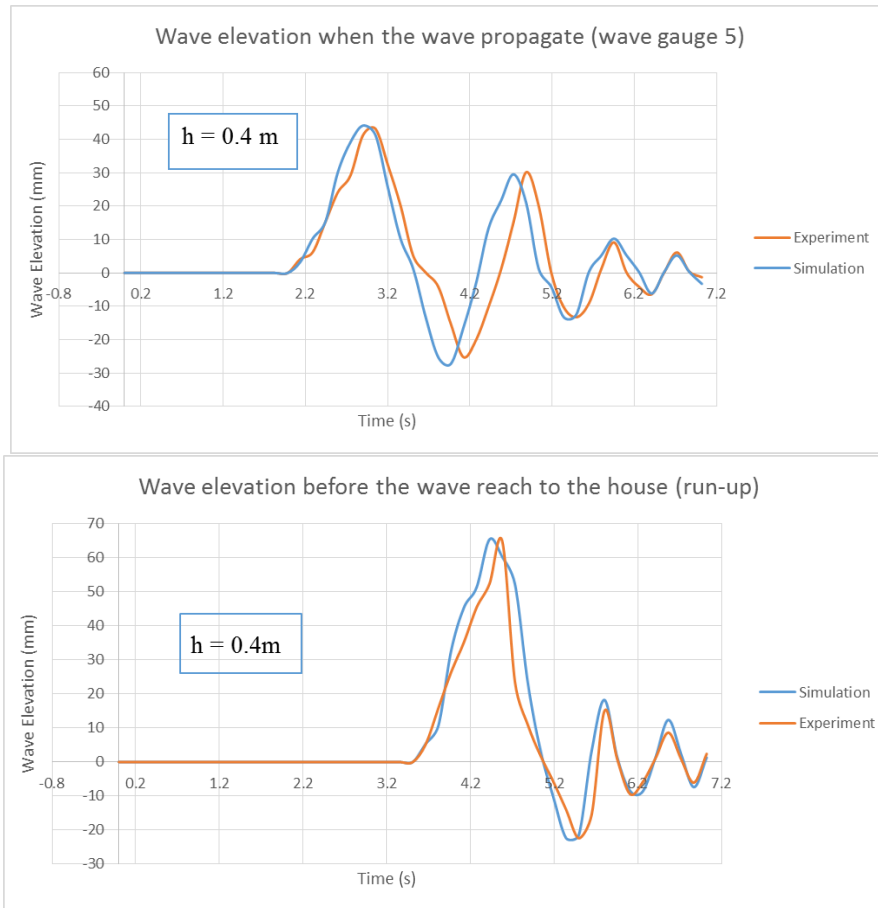 Wave elevation when the wave propagate (wave gauge 5)
60
50
40
30
20
10
0
-10
-20
-30
-40
Wave Elevation (mm)
h = 0.4 m
-0.8 0.2 1.2 2.2 3.2 4.2 5.2 6.2 7.2
Time (s)
Experiment
Simulation
Wave elevation before the wave reach to the house (run-up)
70
60
50
40
30
20
10
0
-10
-20
-30
Wave Elevation (mm)
h = 0.4m
-0.8 0.2 1.2 2.2 3.2 4.2 5.2 6.2 7.2
Time (s)
Simulation
Experiment